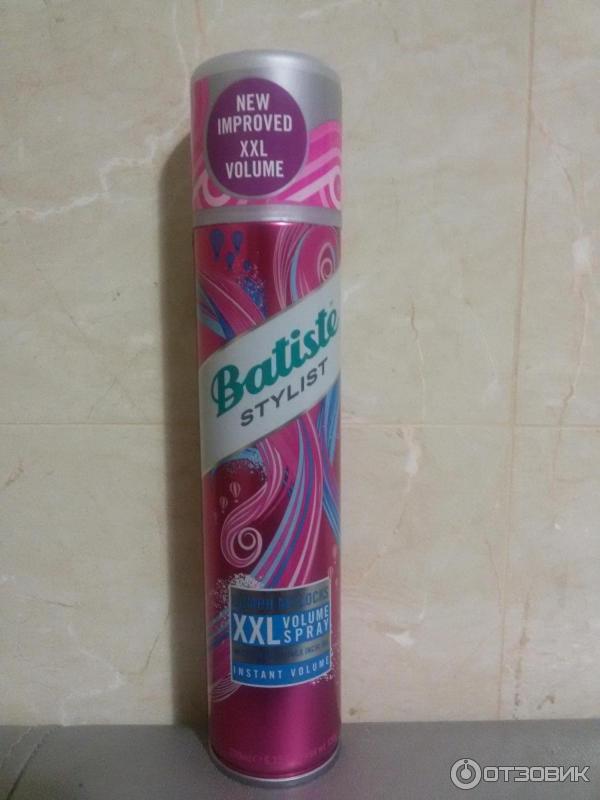 NEW
IMPROVED
XXL
VOLUME
Batiste
STYLIST
XXL VOLUME
SPRAY
INSTANT VOLUME
ОТЗОВИК